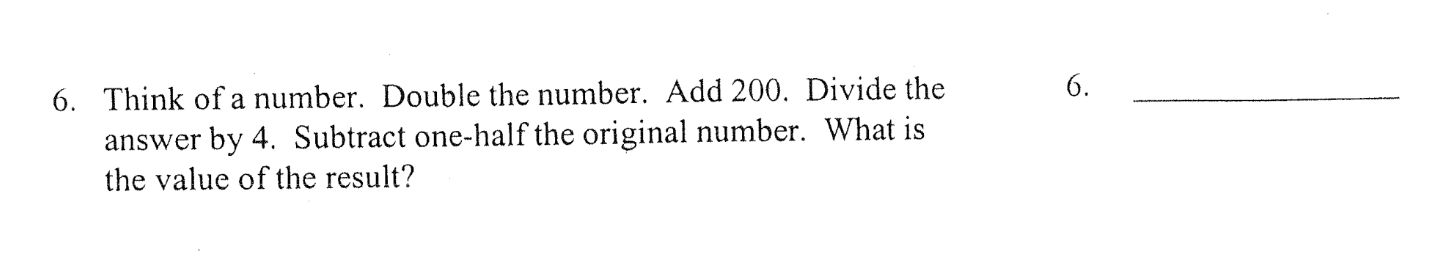 6. Think of a number. Double the number. Add 200. Divide the
answer by 4. Subtract one-half the original number. What is
the value of the result?
6. ____________